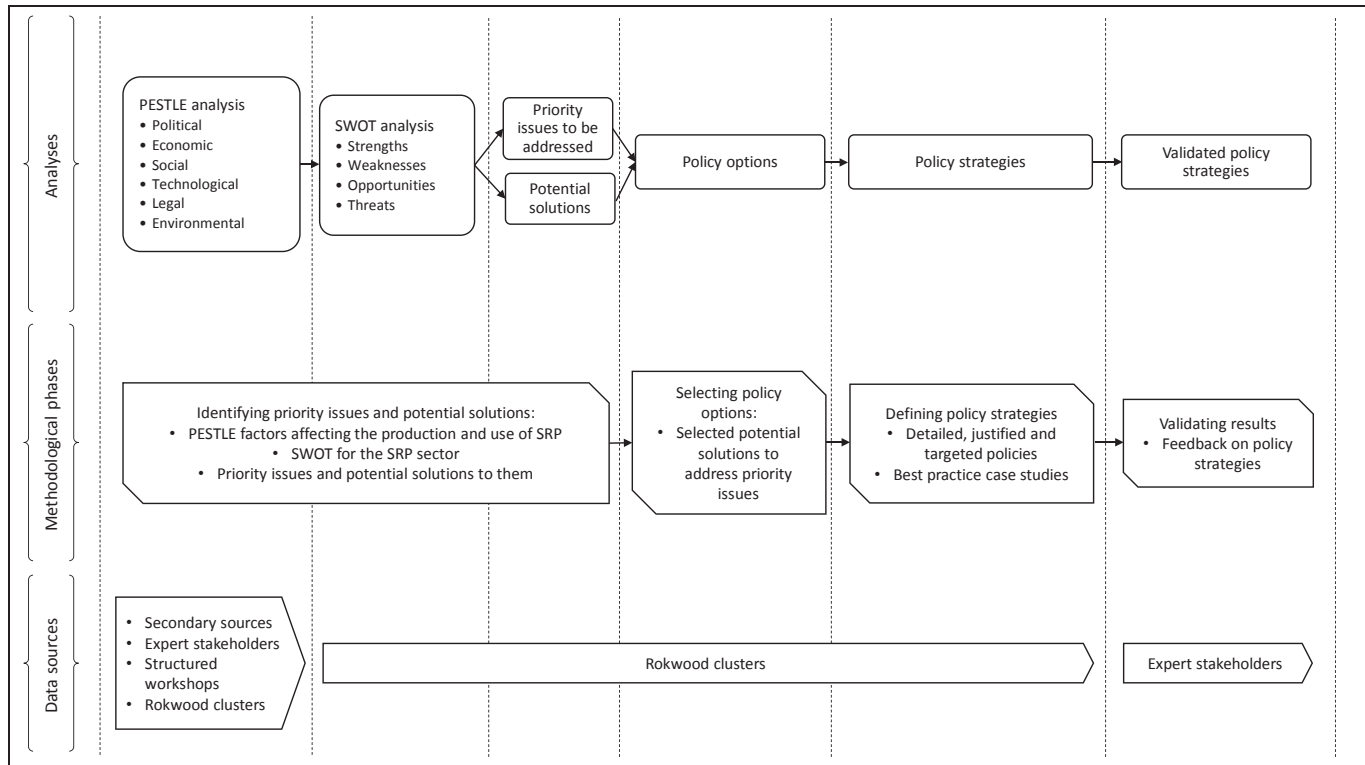 Analyses
PESTLE analysis
• Political
• Economic
• Social
• Technological
• Legal
• Environmental
SWOT analysis
• Strengths
• Weaknesses
• Opportunities
• Threats
Priority
issues to be
addressed
Potential
solutions
Policy options
Policy strategies
Validated policy
strategies
Methodological phases
Identifying priority issues and potential solutions:
• PESTLE factors affecting the production and use of SRP
• SWOT for the SRP sector
• Priority issues and potential solutions to them
Selecting policy
options:
• Selected potential
solutions to
address priority
issues
Defining policy strategies
• Detailed, justified and
targeted policies
• Best practice case studies
Validating results
• Feedback on policy
strategies
Data sources
• Secondary sources
• Expert stakeholders
• Structured
workshops
• Rokwood clusters
Rokwood clusters
Expert stakeholders